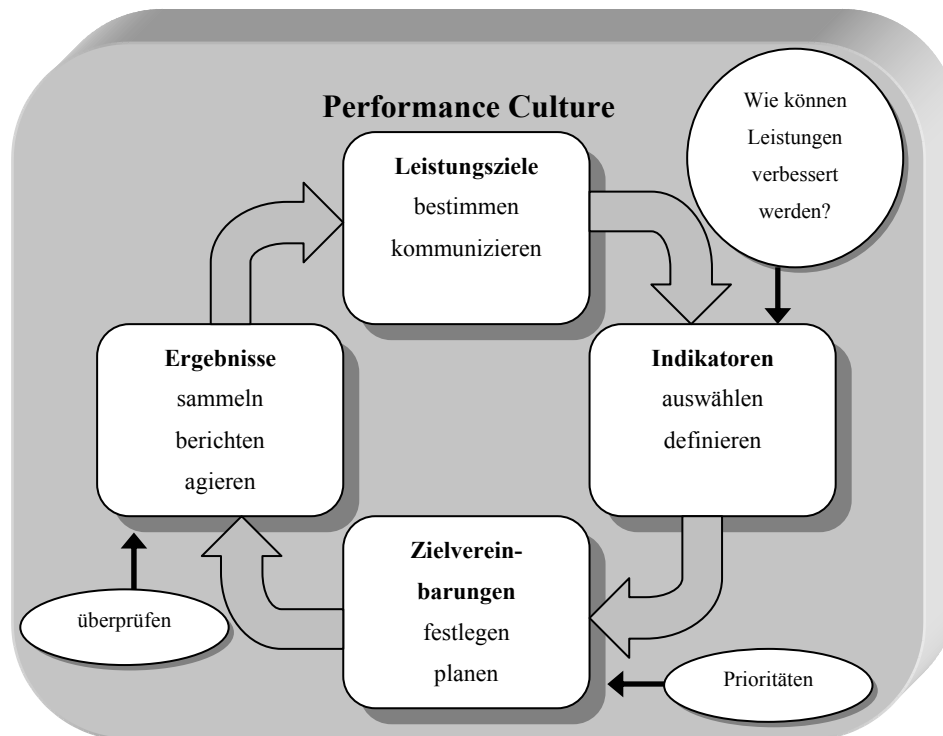 Performance Culture
Wie können
Leistungen
verbessert
werden?
Leistungsziele
bestimmen
kommunizieren
Ergebnisse
sammeln
berichten
agieren
Indikatoren
auswählen
definieren
Zielverein-
barungen
festlegen
planen
überprüfen
Prioritäten